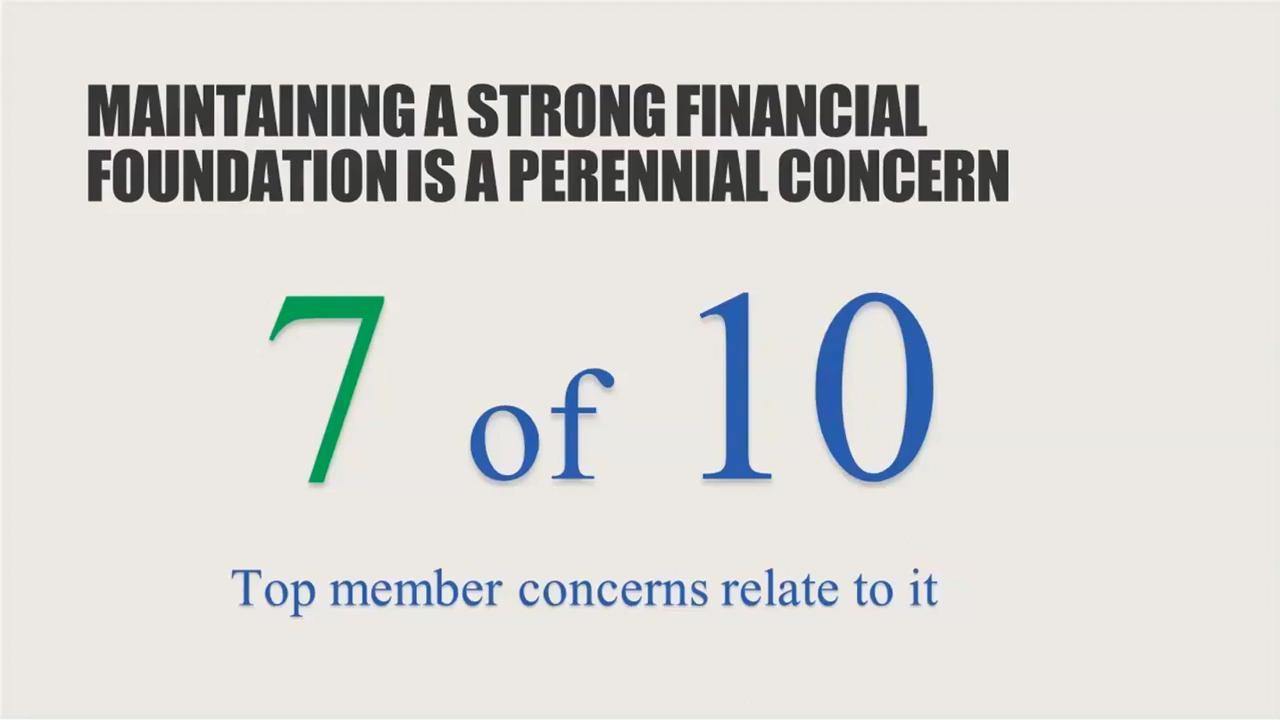 MAINTAINING A STRONG FINANCIAL
FOUNDATION IS A PERENNIAL CONCERN
7 of 10
Top member concerns relate to it